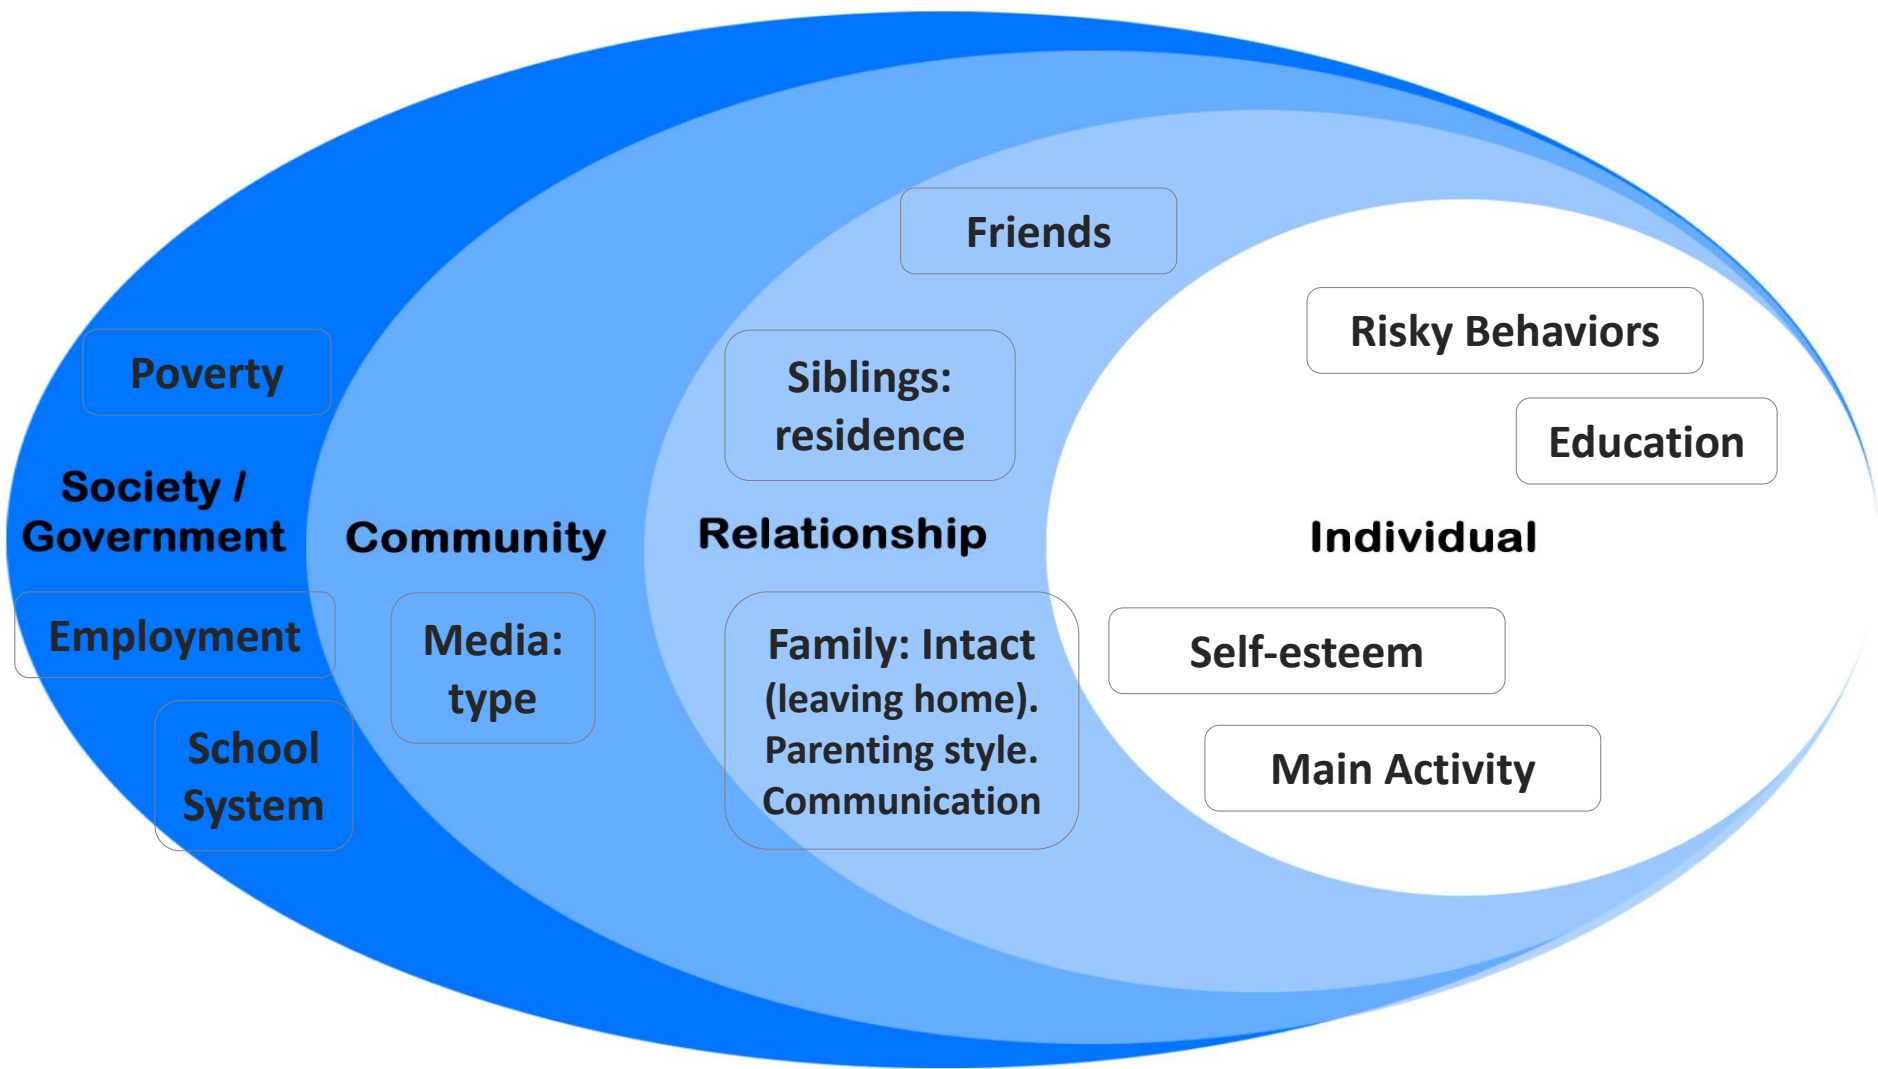 Friends
Risky Behaviors
Poverty
Siblings:
residence
Education
Society /
Government
Community
Relationship
Individual
Employment
Media:
type
Family: Intact
(leaving home).
Parenting style.
Communication
Self-esteem
School
System
Main Activity